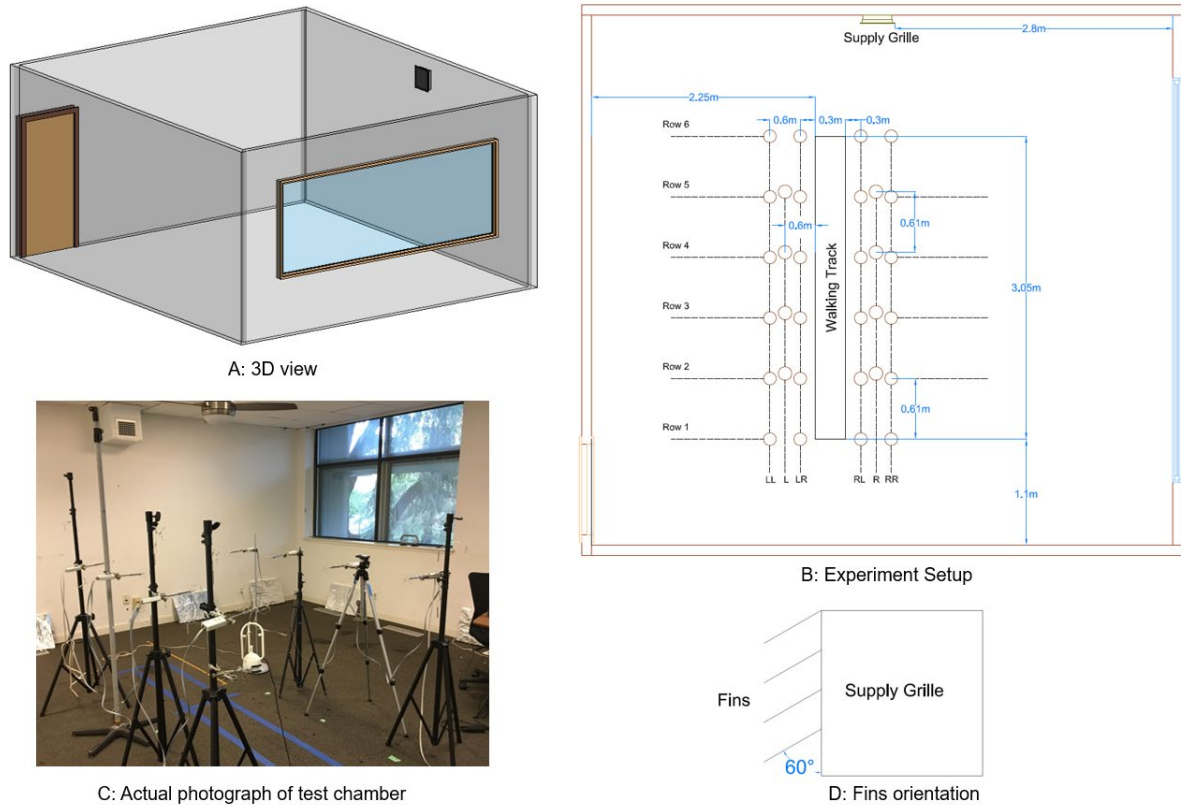 A: 3D view
Supply Grille
2.8m
2.25m
Row 6
0.6m
0.3m
0.3m
Row 5
0.61m
0.6m
Row 4
Walking Track
3.05m
Row 3
Row 2
0.61m
Row 1
LL L LR
RL R RR
1.1m
B: Experiment Setup
C: Actual photograph of test chamber
Fins
Supply Grille
60°
D: Fins orientation